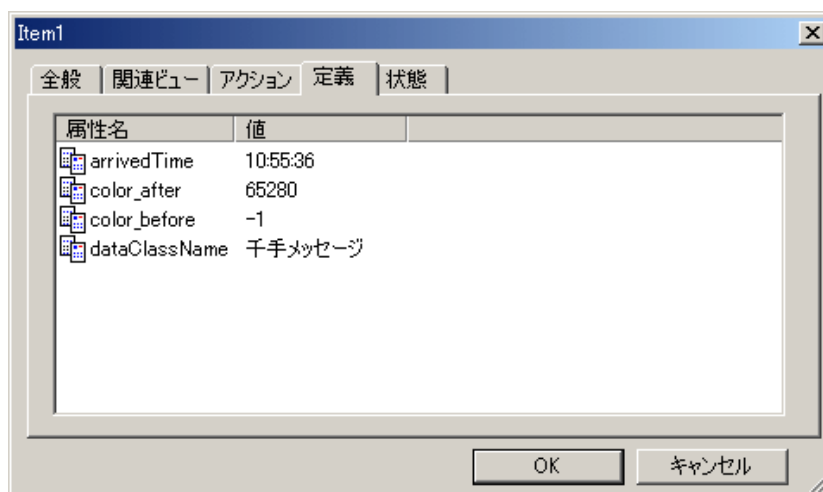 Item1
全般 関連ビュー アクション 定義 状態
属性名 値
arrivedTime 10:55:36
color_after 65280
color_before -1
dataClassName 千手メッセージ
OK キャンセル